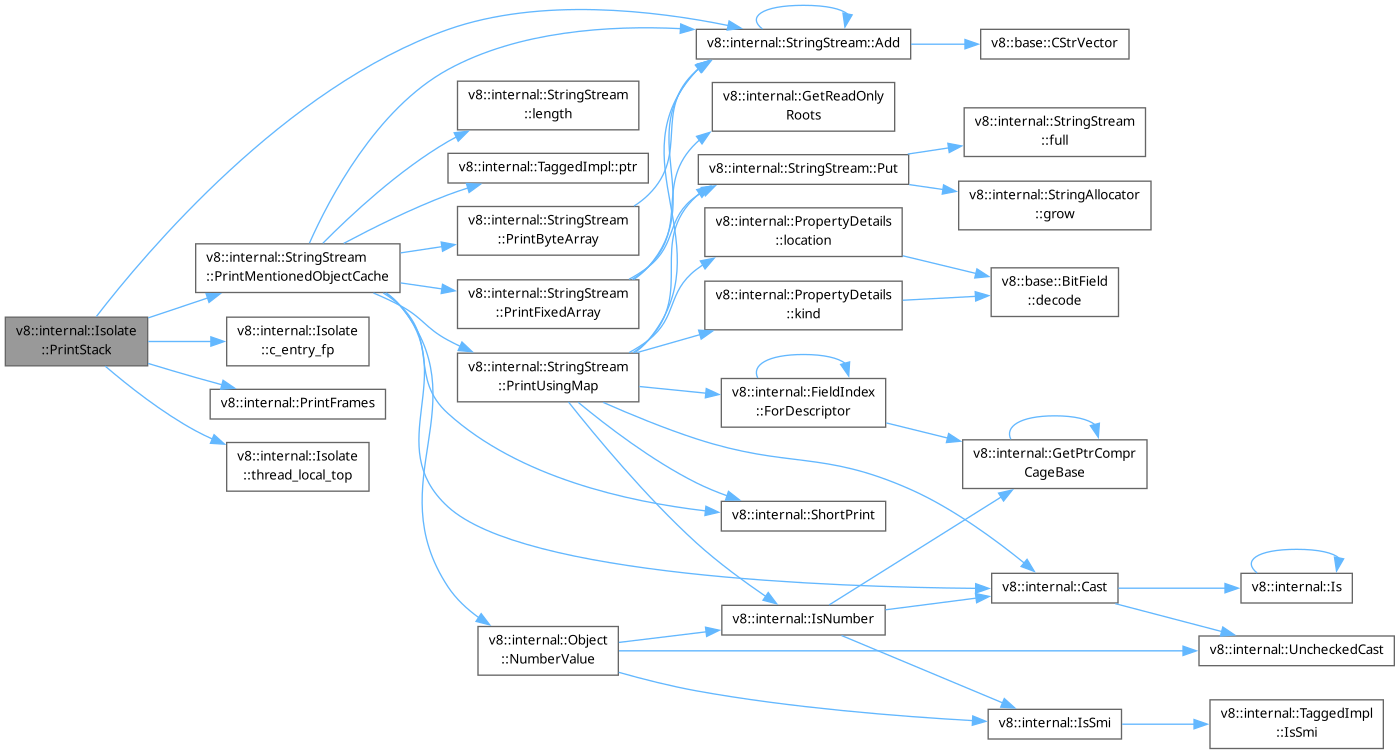 v8::internal::Isolate
::PrintStack
v8::internal::StringStream
::PrintMentionedObjectCache
v8::internal::Isolate
::c_entry_fp
v8::internal::PrintFrames
v8::internal::Isolate
::thread_local_top
v8::internal::StringStream
::length
v8::internal::TaggedImpl::ptr
v8::internal::StringStream
::PrintByteArray
v8::internal::StringStream
::PrintFixedArray
v8::internal::StringStream
::PrintUsingMap
v8::internal::Object
::NumberValue
v8::internal::StringStream::Add
v8::internal::GetReadOnly
Roots
v8::internal::StringStream::Put
v8::internal::PropertyDetails
::location
v8::internal::PropertyDetails
::kind
v8::internal::FieldIndex
::ForDescriptor
v8::internal::ShortPrint
v8::internal::IsNumber
v8::base::CStrVector
v8::internal::StringStream
::full
v8::internal::StringAllocator
::grow
v8::base::BitField
::decode
v8::internal::GetPtrCompr
CageBase
v8::internal::Cast
v8::internal::IsSmi
v8::internal::Is
v8::internal::UncheckedCast
v8::internal::TaggedImpl
::IsSmi